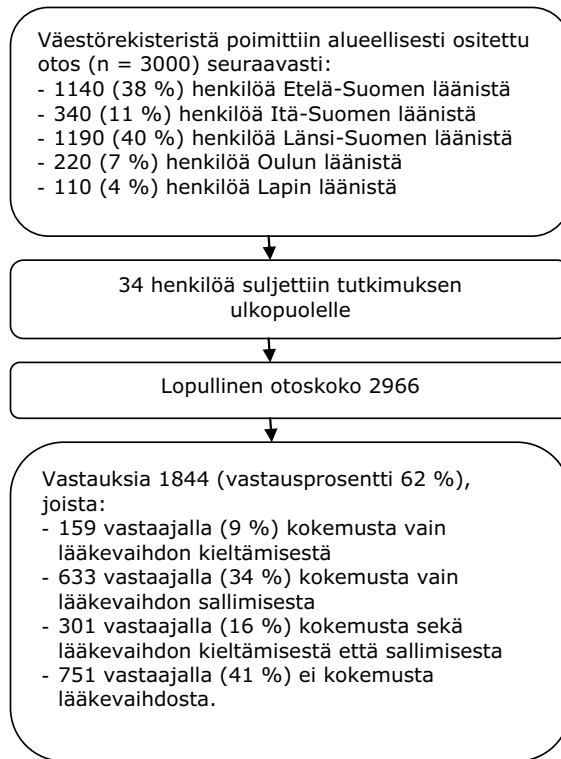 Väestörekisteristä poimittiin alueellisesti ositettu
otos (n = 3000) seuraavasti:
- 1140 (38 %) henkilöä Etelä-Suomen läänistä
- 340 (11 %) henkilöä Itä-Suomen läänistä
- 1190 (40 %) henkilöä Länsi-Suomen läänistä
- 220 (7 %) henkilöä Oulun läänistä
- 110 (4 %) henkilöä Lapin läänistä
34 henkilöä suljettiin tutkimuksen
ulkopuolelle
Lopullinen otoskoko 2966
Vastauksia 1844 (vastausprosentti 62 %),
joista:
- 159 vastaajalla (9 %) kokemusta vain
lääkevaihdon kieltämisestä
- 633 vastaajalla (34 %) kokemusta vain
lääkevaihdon sallimisesta
- 301 vastaajalla (16 %) kokemusta sekä
lääkevaihdon kieltämisestä että sallimisesta
- 751 vastaajalla (41 %) ei kokemusta
lääkevaihdosta.